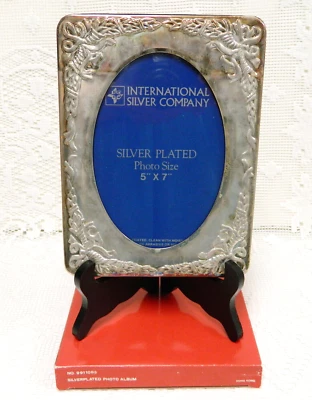 INTERNATIONAL
SILVER COMPANY
SILVER PLATED
Photo Size
5" X 7"
SILVERPLATED PHOTO ALBUM